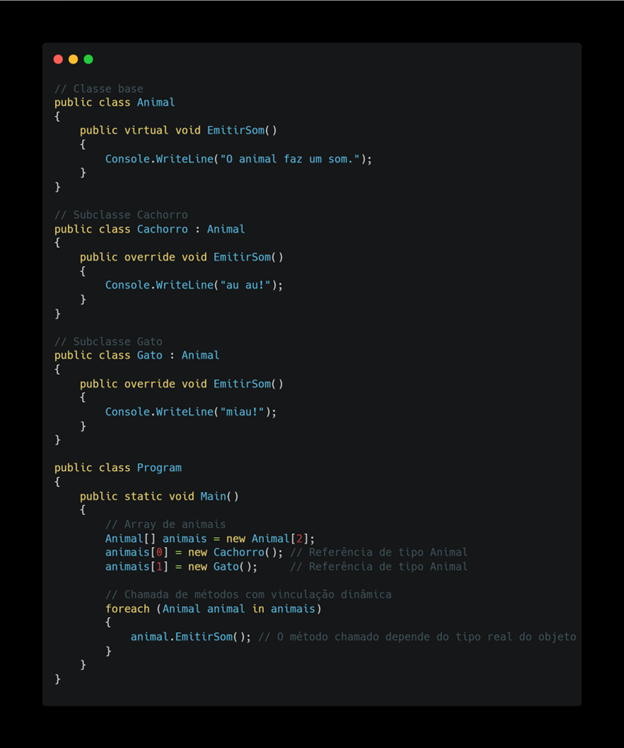 // Classe base
public class Animal
{
    public virtual void EmitirSom()
    {
        Console.WriteLine("O animal faz um som.");
    }
}

// Subclasse Cachorro
public class Cachorro : Animal
{
    public override void EmitirSom()
    {
        Console.WriteLine("au au!");
    }
}

// Subclasse Gato
public class Gato : Animal
{
    public override void EmitirSom()
    {
        Console.WriteLine("miau!");
    }
}

public class Program
{
    public static void Main()
    {
        // Array de animais
        Animal[] animais = new Animal[2];
        animais[0] = new Cachorro(); // Referência de tipo Animal
        animais[1] = new Gato();     // Referência de tipo Animal

        // Chamada de métodos com vinculação dinâmica
        foreach (Animal animal in animais)
        {
            animal.EmitirSom(); // O método chamado depende do tipo real do objeto
        }
    }
}